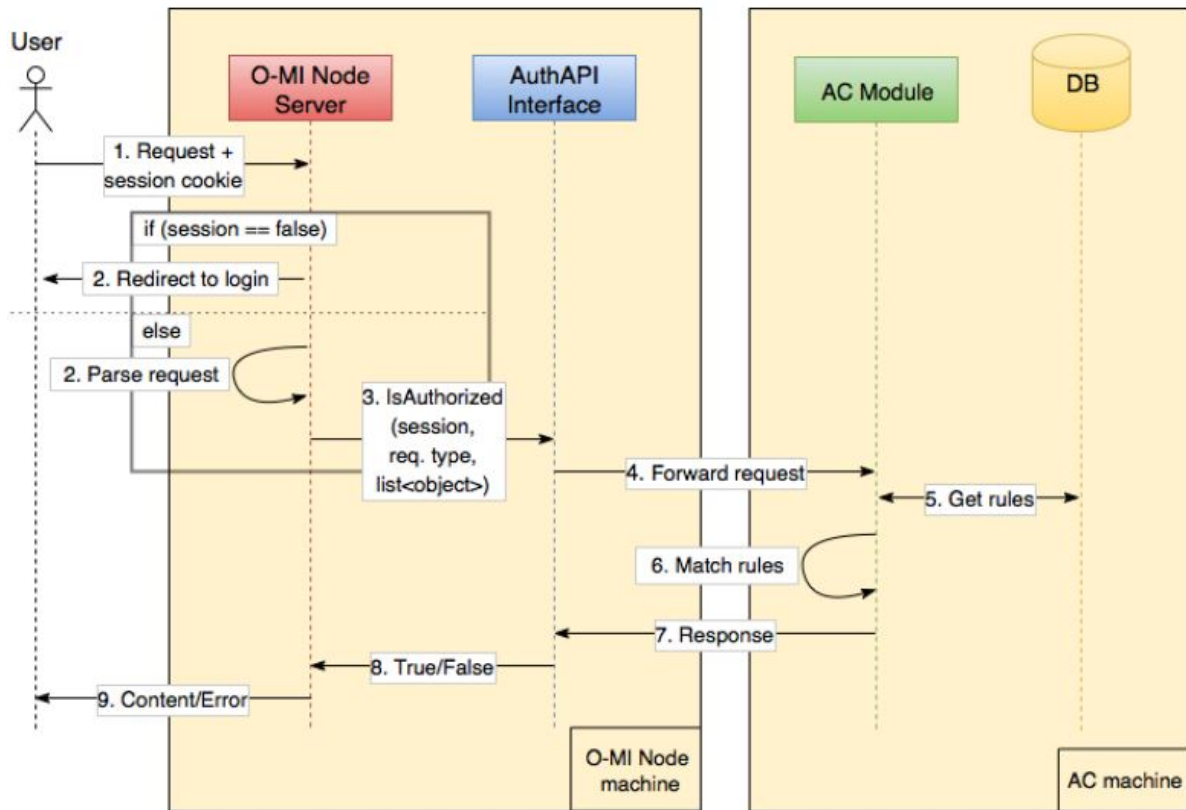 User
O-MI Node
Server
AuthAPI
Interface
AC Module
DB
1. Request +
session cookie
if (session == false)
2. Redirect to login
else
2. Parse request
3. IsAuthorized
(session,
req. type,
list<object>)
4. Forward request
5. Get rules
6. Match rules
7. Response
8. True/False
9. Content/Error
O-MI Node
machine
AC machine